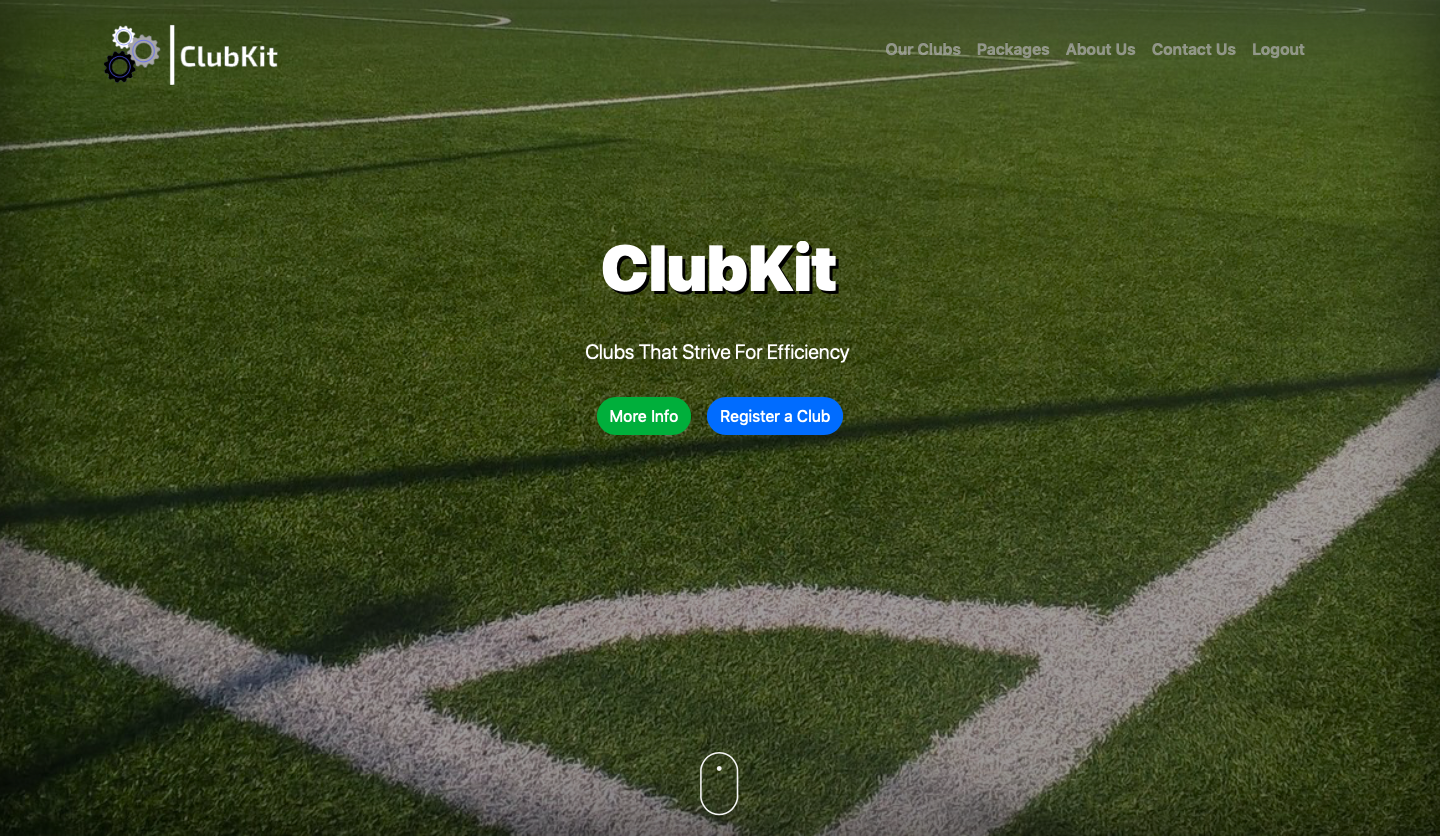 ClubKit
Our Clubs Packages About Us Contact Us Logout
ClubKit
Clubs That Strive For Efficiency
More Info Register a Club